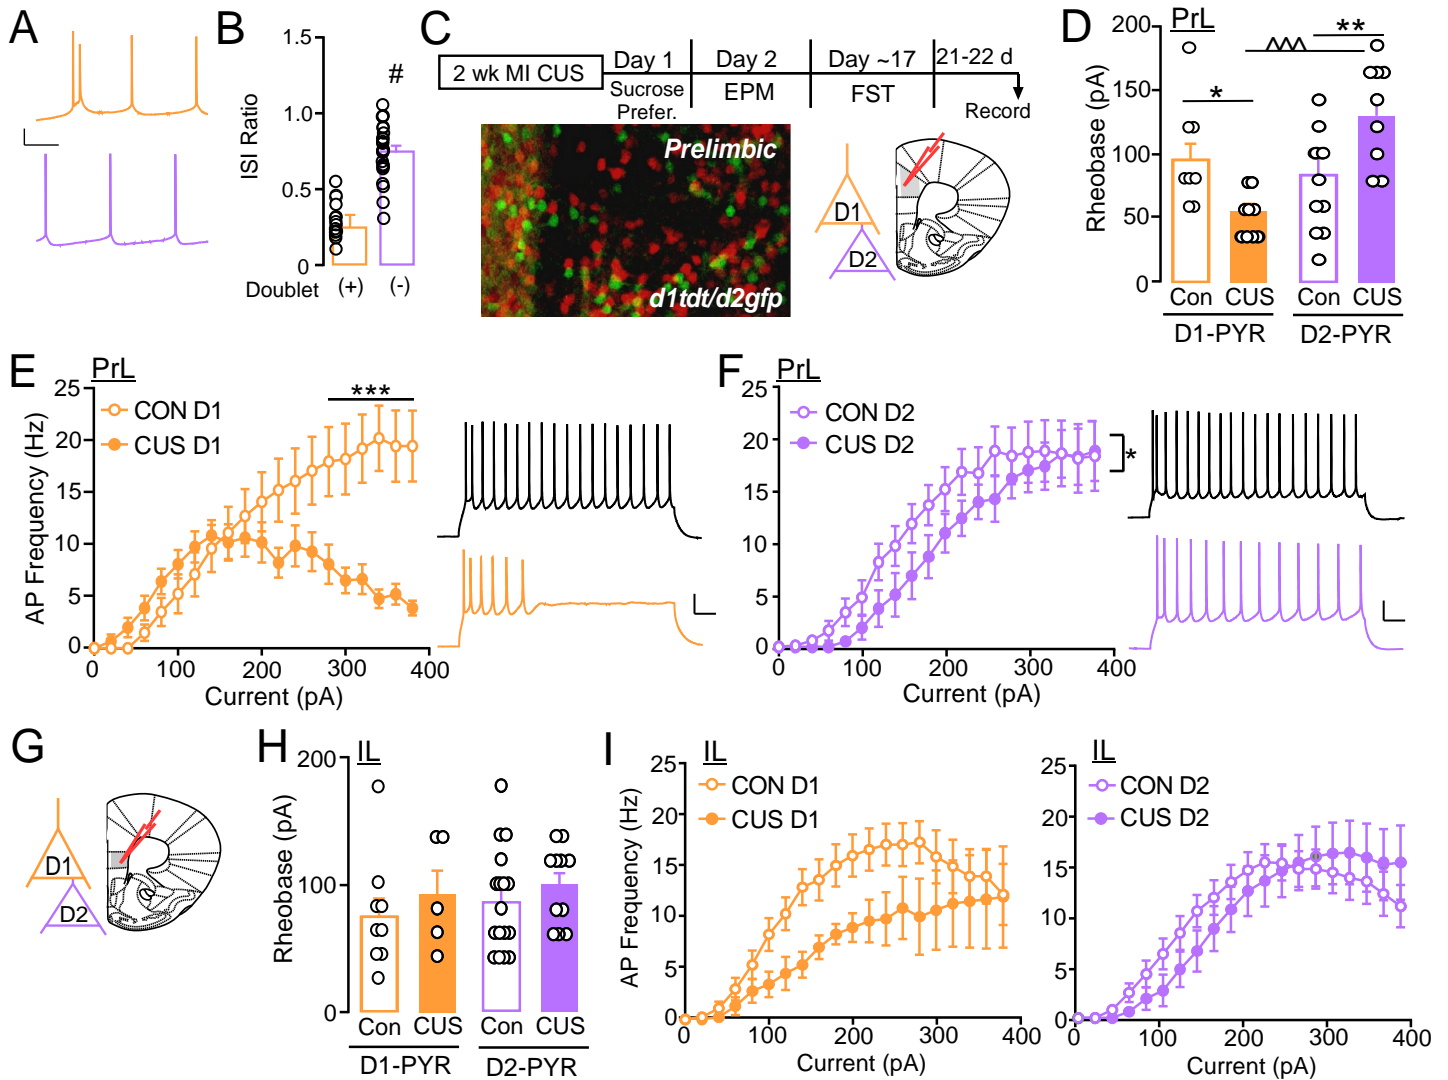 A
B
1.5
1.0
0.5
0
ISI Ratio
#
Doublet (+) (-)
C
2 wk MI CUS
Day 1 Day 2 Day ~17 21-22 d
Sucrose
Prefer.
EPM
FST
Record
Prelimbic
d1tdt/d2gfp
D1
D2
D
PrL
200
150
100
50
0
Rheobase (pA)
*
^^^
**
Con CUS Con CUS
D1-PYR D2-PYR
E
PrL
25
20
15
10
5
0
AP Frequency (Hz)
CON D1
CUS D1
***
0 100 200 300 400
Current (pA)
F
PrL
25
20
15
10
5
0
CON D2
CUS D2
*
0 100 200 300 400
Current (pA)
G
D1
D2
H
IL
200
100
0
Rheobase (pA)
Con CUS Con CUS
D1-PYR D2-PYR
I
IL
25
20
15
10
5
0
AP Frequency (Hz)
CON D1
CUS D1
0 100 200 300 400
Current (pA)
IL
25
20
15
10
5
0
CON D2
CUS D2
0 100 200 300 400
Current (pA)